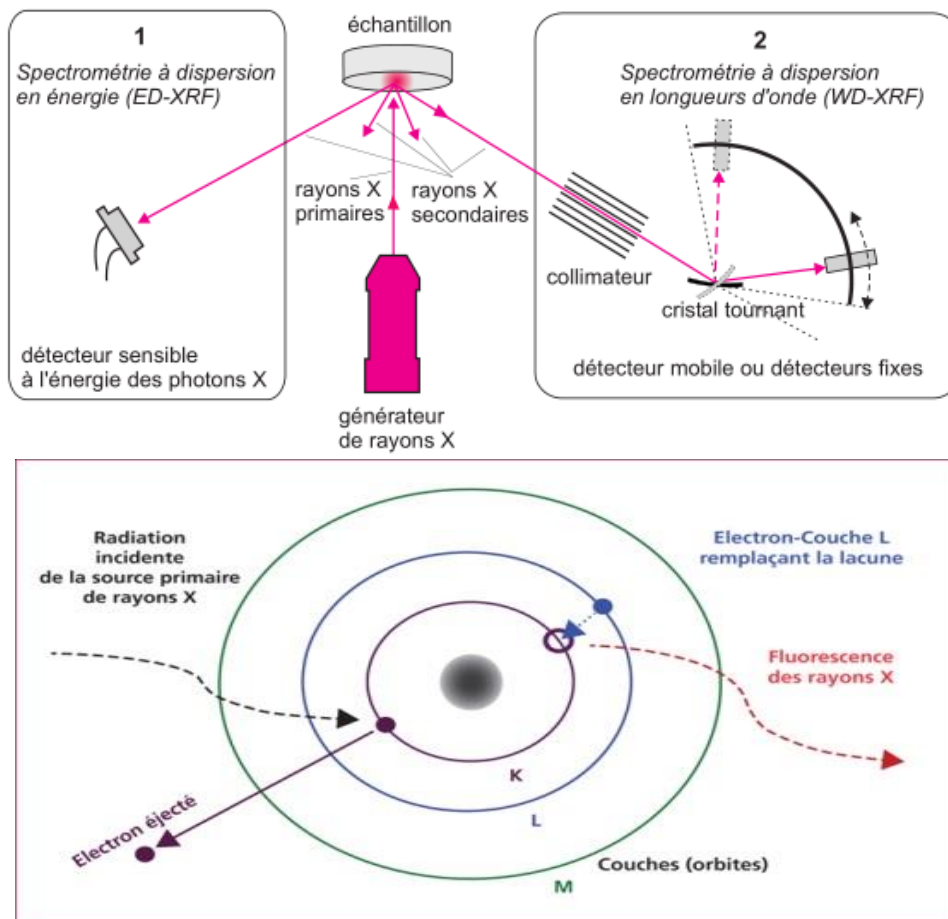 1
Spectrométrie à dispersion
en énergie (ED-XRF)
détecteur sensible
à l'énergie des photons X
échantillon
rayons X
primaires
rayons X
secondaires
générateur
de rayons X
2
Spectrométrie à dispersion
en longueurs d'onde (WD-XRF)
collimateur
cristal tournant
détecteur mobile ou détecteurs fixes
Radiation
incidente
de la source primaire
de rayons X
Electron-Couche L
remplaçant la lacune
Fluorescence
des rayons X
K
L
M
Electron éjecté
Couches (orbites)